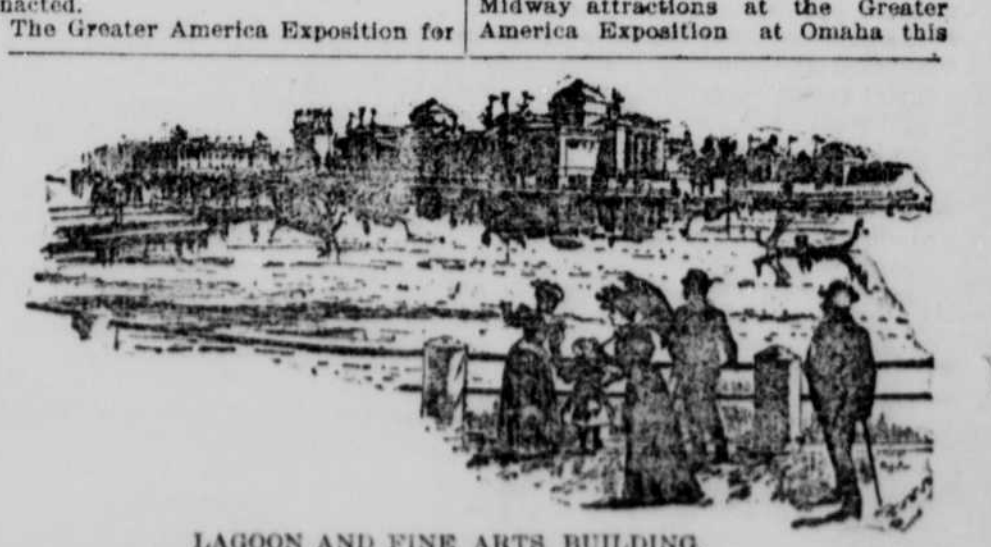 nacted.
The Greater America Exposition for
Midway attractions at the Greater
America Exposition at Omaha this
LAGOON AND FINE ARTS BUILDING